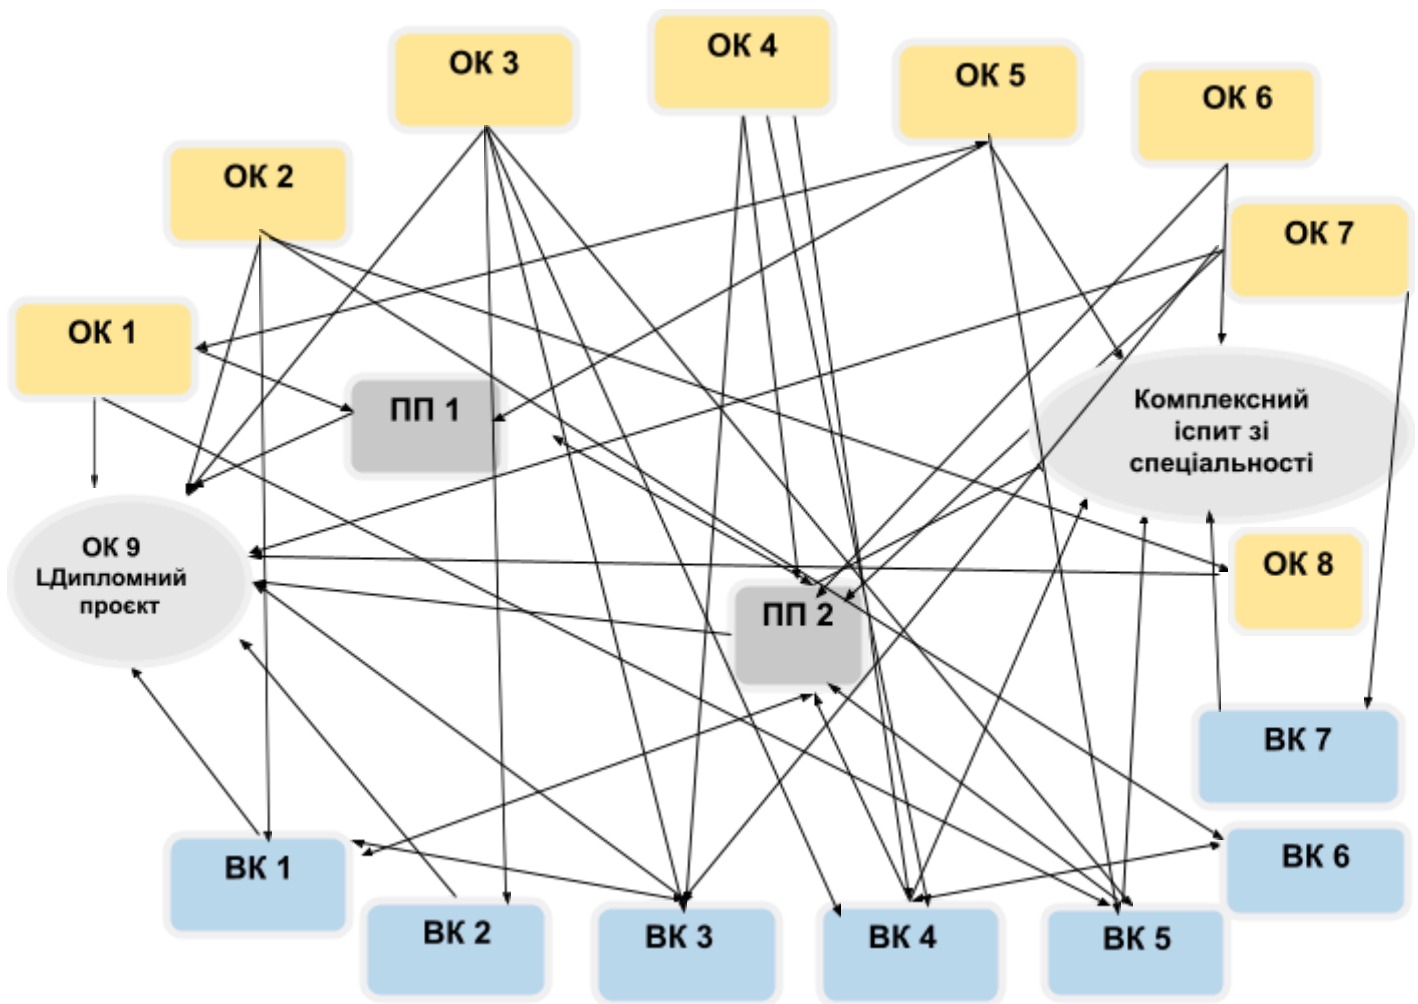 ОК 4
ОК 3
ОК 5
ОК 6
ОК 2
ОК 7
ОК 1
ПП 1
Комплексний
іспит зі
спеціальності
ОК 9
LДипломний
проєкт
ОК 8
ПП 2
ВК 7
ВК 1
ВК 6
ВК 2
ВК 3
ВК 4
ВК 5